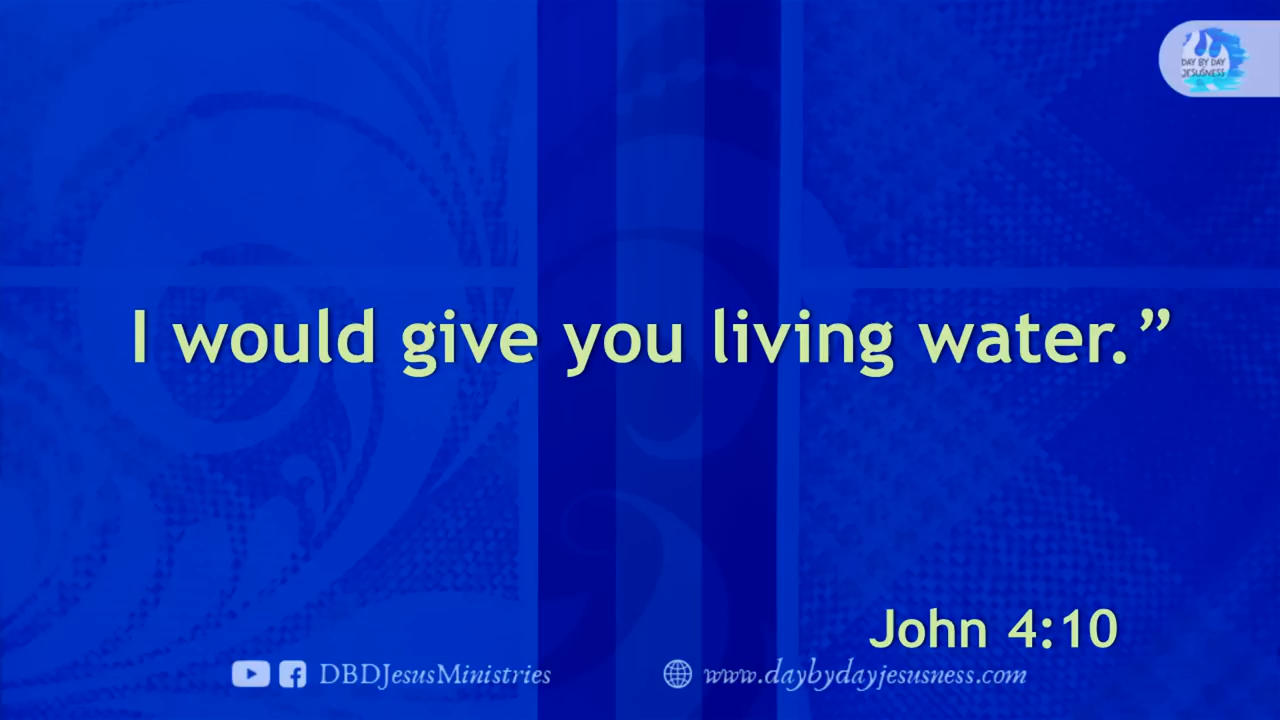 DAY BY DAY
JESUSNESS
I would give you living water.”
John 4:10
DBDJesusMinistries
www.daybydayjesusness.com